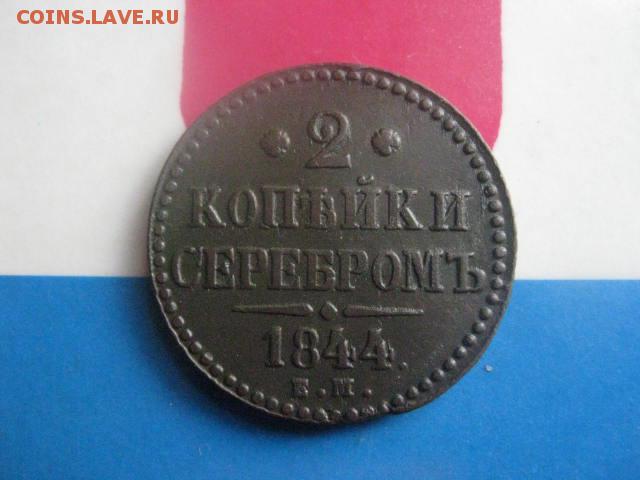 COINS.LAVE.RU
2
КОПѢЙКИ
СЕРЕБРОМЪ
1844.
Е.М.